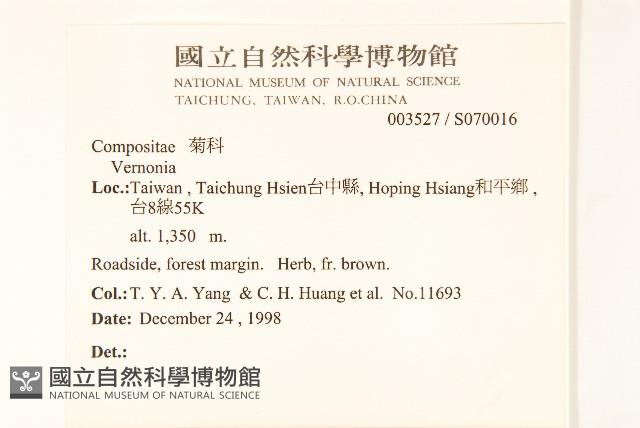 國立自然科學博物館
NATIONAL MUSEUM OF NATURAL SCIENCE
TAICHUNG, TAIWAN, R.O.CHINA
003527 / S070016
Compositae 菊科
Vernonia
Loc.:Taiwan , Taichung Hsien台中縣, Hoping Hsiang和平鄉 ,
台8線55K
alt. 1,350 m.
Roadside, forest margin. Herb, fr. brown.
Col.: T. Y. A. Yang & C. H. Huang et al. No.11693
Date: December 24 , 1998
Det.:
國立自然科學博物館
NATIONAL MUSEUM OF NATURAL SCIENCE